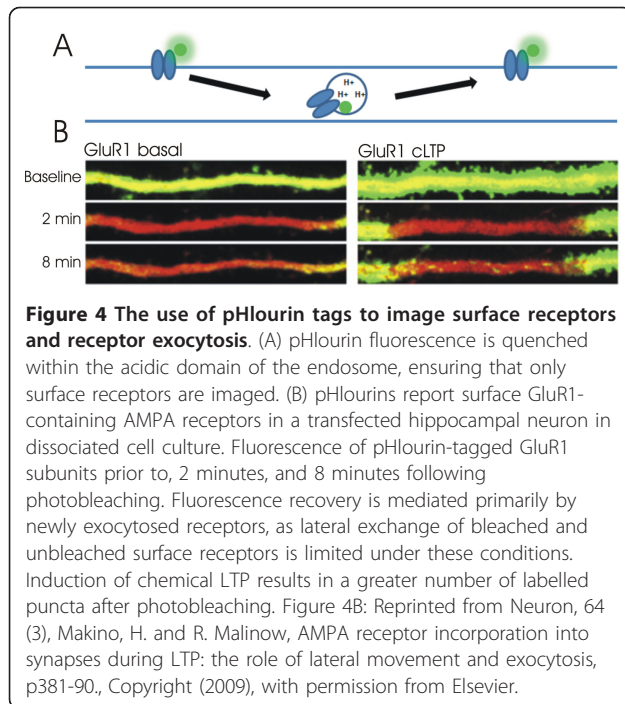 A
H+
H+ H+
B
GluR1 basal
GluR1 cLTP
Baseline
2 min
8 min
Figure 4 The use of pHlourin tags to image surface receptors
and receptor exocytosis. (A) pHlourin fluorescence is quenched
within the acidic domain of the endosome, ensuring that only
surface receptors are imaged. (B) pHlourins report surface GluR1-
containing AMPA receptors in a transfected hippocampal neuron in
dissociated cell culture. Fluorescence of pHlourin-tagged GluR1
subunits prior to, 2 minutes, and 8 minutes following
photobleaching. Fluorescence recovery is mediated primarily by
newly exocytosed receptors, as lateral exchange of bleached and
unbleached surface receptors is limited under these conditions.
Induction of chemical LTP results in a greater number of labelled
puncta after photobleaching. Figure 4B: Reprinted from Neuron, 64
(3), Makino, H. and R. Malinow, AMPA receptor incorporation into
synapses during LTP: the role of lateral movement and exocytosis,
p381-90., Copyright (2009), with permission from Elsevier.